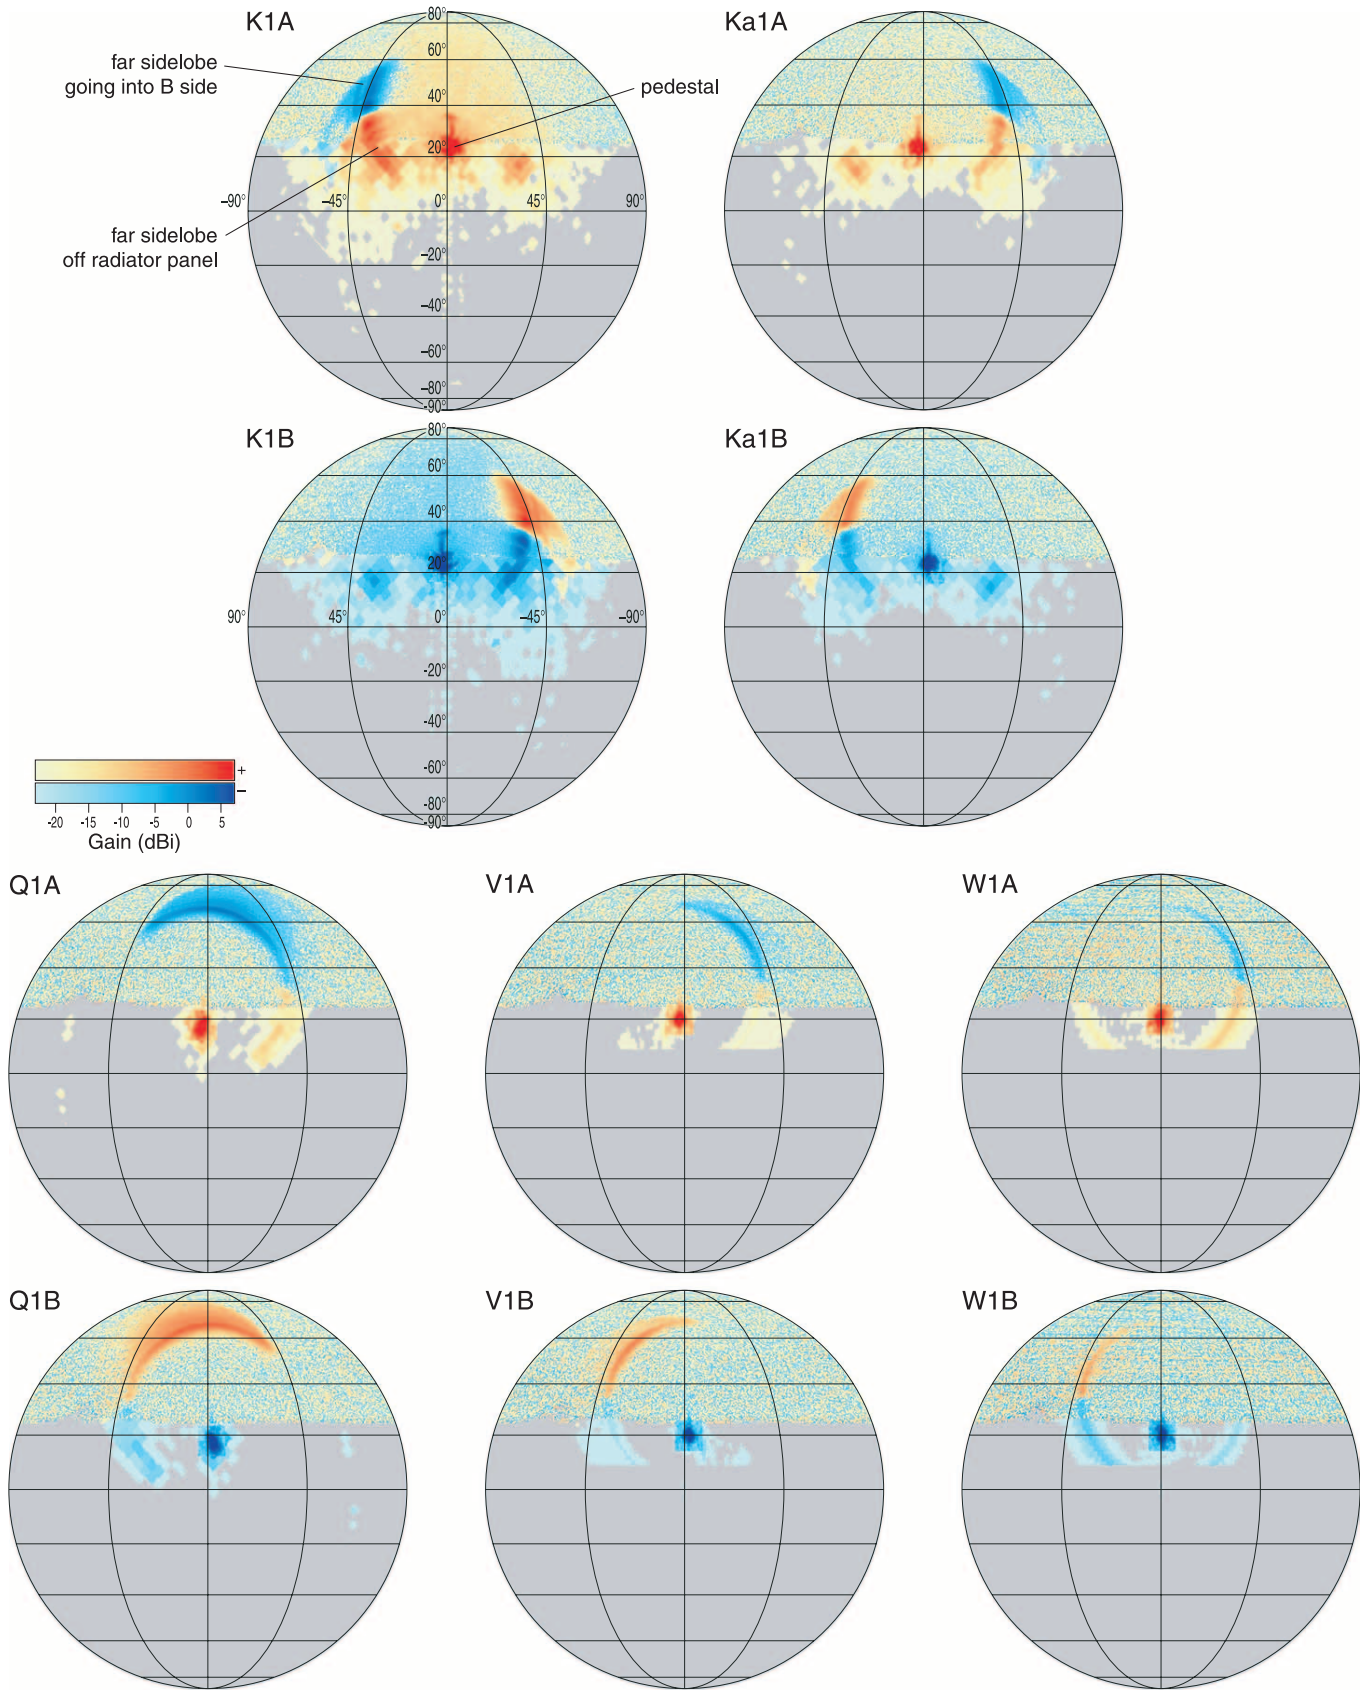 K1A
Ka1A
80°
60°
40°
20°
0°
–20°
–40°
–60°
–80°
-90°
–90°
–45°
45°
90°
far sidelobe
going into B side
pedestal
far sidelobe
off radiator panel
K1B
Ka1B
80°
60°
40°
20°
0°
-20°
-40°
-60°
-80°
-90°
90°
45°
–45°
–90°
+
–
-20 -15 -10 -5 0 5
Gain (dBi)
Q1A
V1A
W1A
Q1B
V1B
W1B